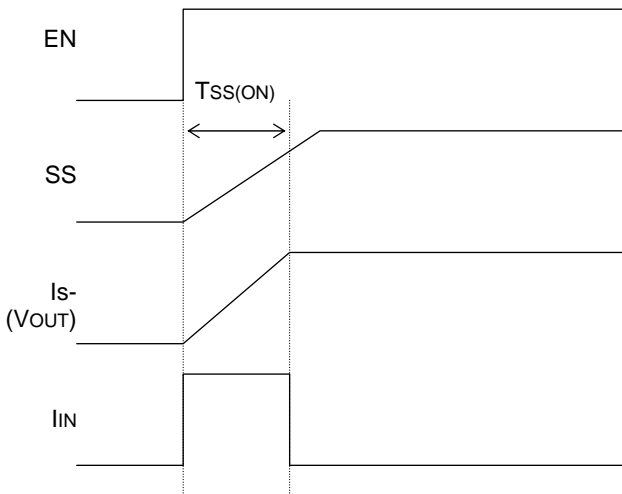 EN
TSS(ON)
SS
Is-
(VOUT)
IIN